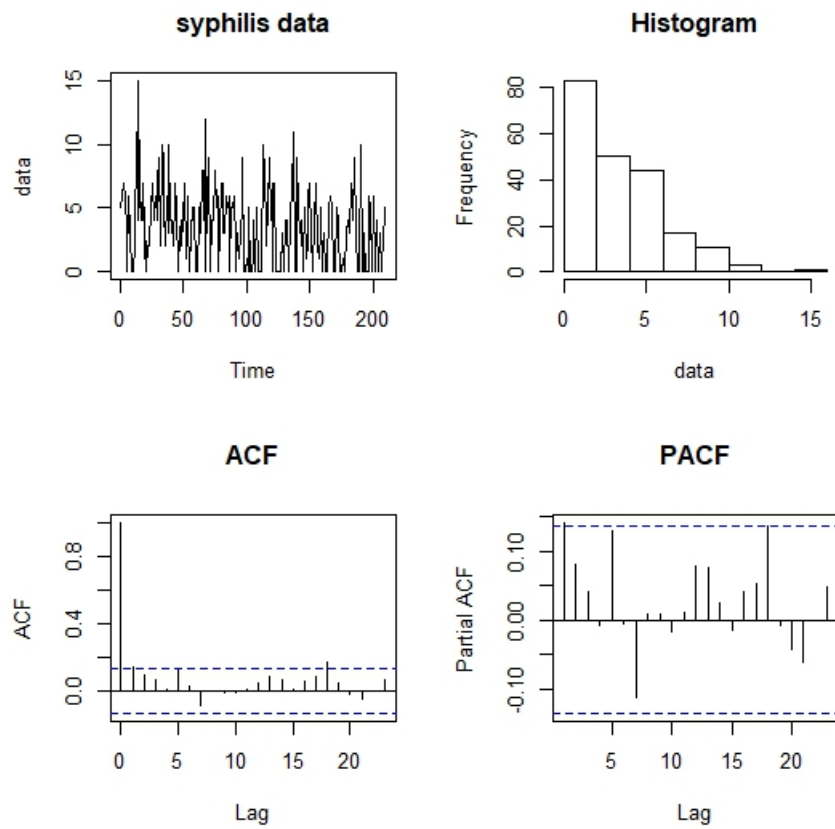 syphilis data
data
15
10
5
0
0 50 100 150 200
Time
Histogram
Frequency
80
60
40
20
0
0 5 10 15
data
ACF
ACF
0.8
0.4
0.0
0 5 10 15 20
Lag
PACF
Partial ACF
0.10
0.00
-0.10
5 10 15 20
Lag